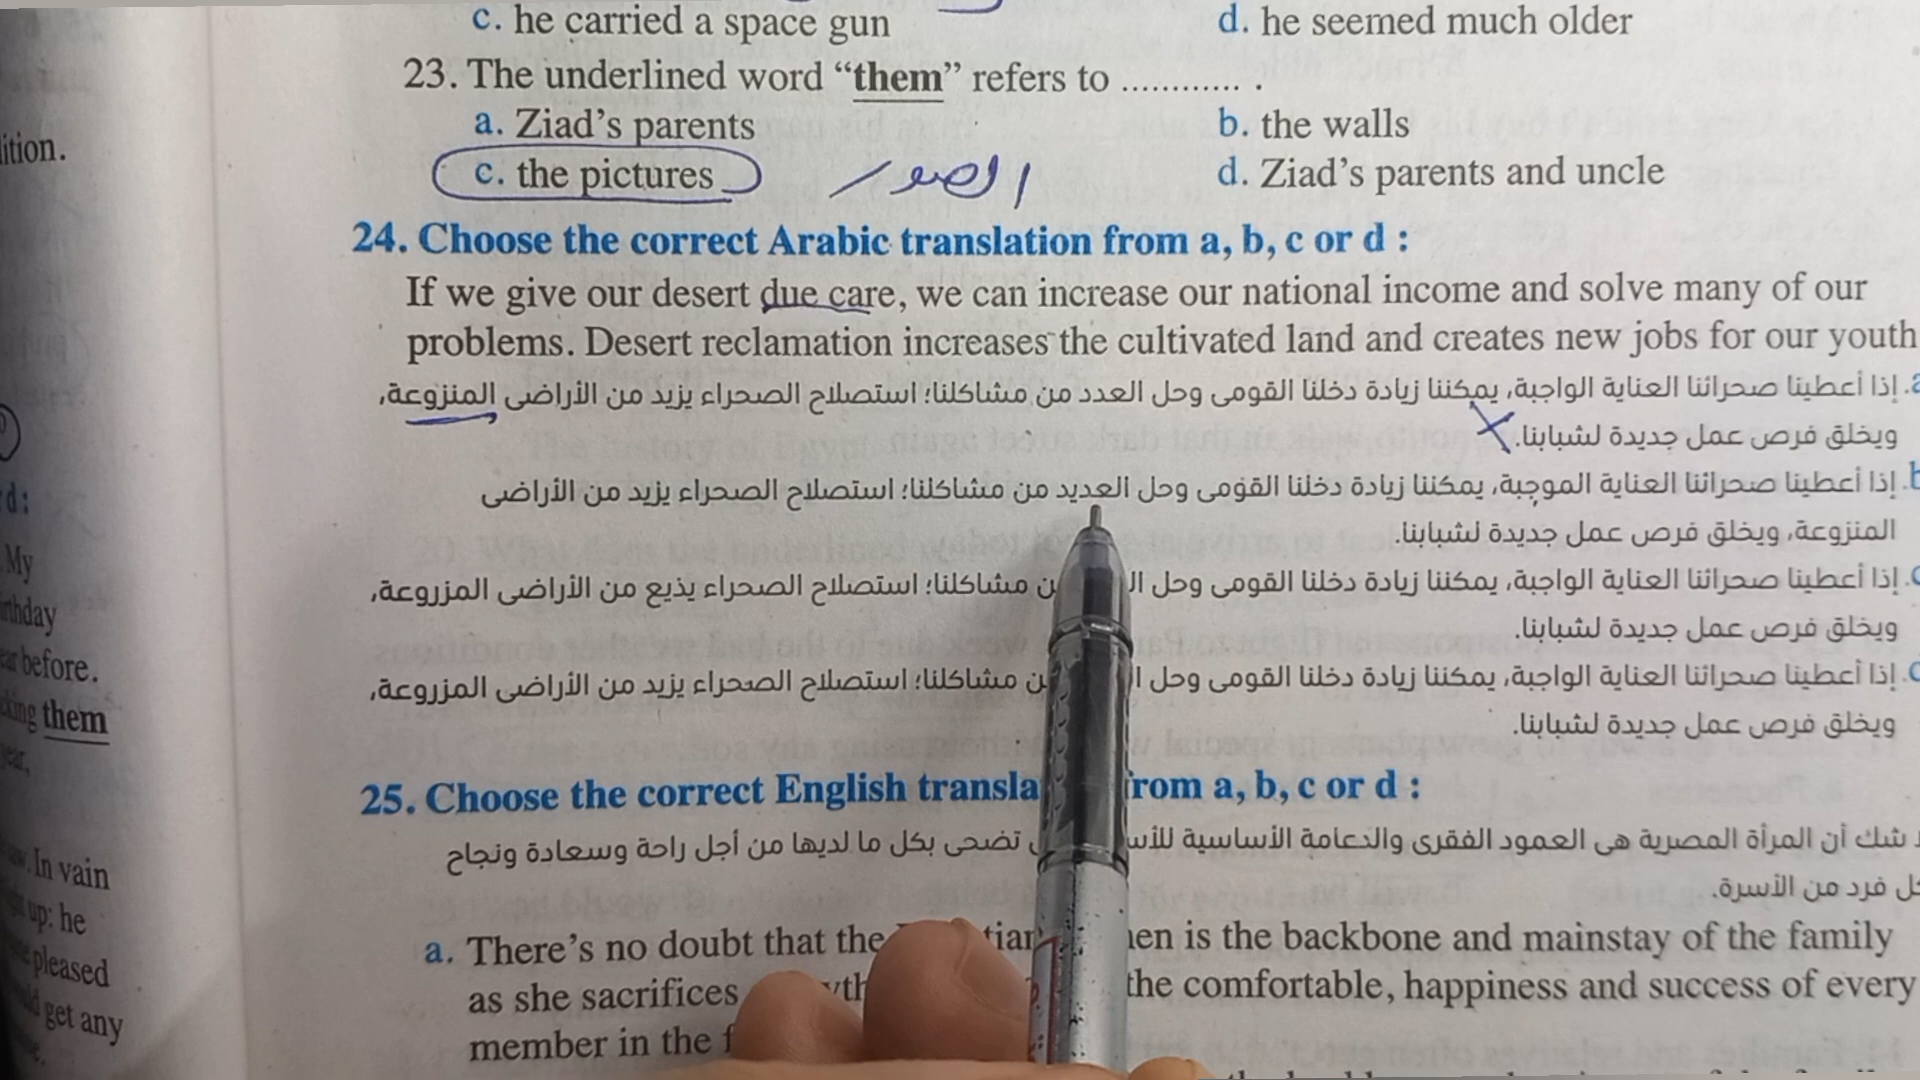 c. he carried a space gun
d. he seemed much older
23. The underlined word “them” refers to ............ .
a. Ziad’s parents
b. the walls
c. the pictures
الصور
d. Ziad’s parents and uncle
24. Choose the correct Arabic translation from a, b, c or d :
If we give our desert due care, we can increase our national income and solve many of our
problems. Desert reclamation increases the cultivated land and creates new jobs for our youth
a. إذا أعطينا صحرائنا العناية الواجبة، يمكننا زيادة دخلنا القومى وحل العدد من مشاكلنا؛ استصلاح الصحراء يزيد من الأراضى المنزوعة،
ويخلق فرص عمل جديدة لشبابنا.
b. إذا أعطينا صحرائنا العناية الموجبة، يمكننا زيادة دخلنا القومى وحل العديد من مشاكلنا؛ استصلاح الصحراء يزيد من الأراضى
المنزوعة، ويخلق فرص عمل جديدة لشبابنا.
إذا أعطينا صحرائنا العناية الواجبة، يمكننا زيادة دخلنا القومى وحل مشاكلنا؛ استصلاح الصحراء يذيع من الأراضى المزروعة،
ويخلق فرص عمل جديدة لشبابنا.
إذا أعطينا صحرائنا العناية الواجبة، يمكننا زيادة دخلنا القومى وحل مشاكلنا؛ استصلاح الصحراء يزيد من الأراضى المزروعة،
ويخلق فرص عمل جديدة لشبابنا.
25. Choose the correct English from a, b, c or d :
شك أن المرأة المصرية هى العمود الفقرى والدعامة الأساسية تضحى بكل ما لديها من أجل راحة وسعادة ونجاح
كل فرد من الأسرة.
a. There’s no doubt that the is the backbone and mainstay of the family
as she sacrifices the comfortable, happiness and success of every
member in the
ition.
d:
My
before.
them
year,
In vain
up: he
pleased
get any